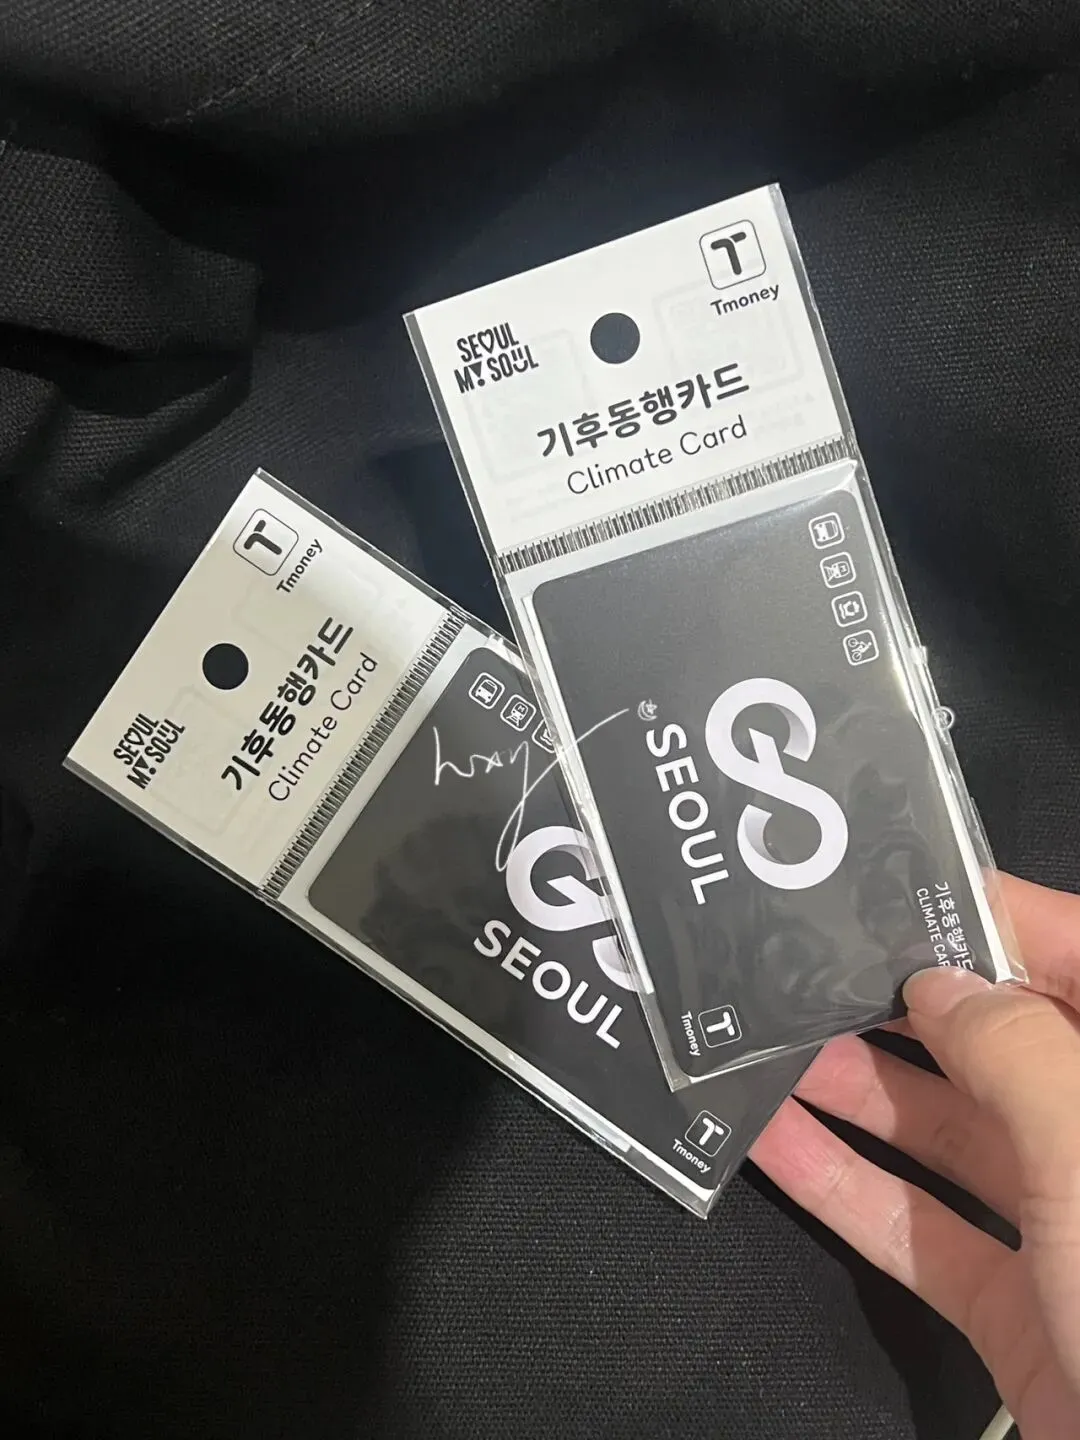 Tmoney
SEOUL
MY SOUL
기후동행카드
Climate Card
SEOUL
기후동행카드
CLIMATE CAR
Tmoney
Tmoney
SEOUL
MY SOUL
기후동행카드
Climate Card
SEOUL
Tmoney